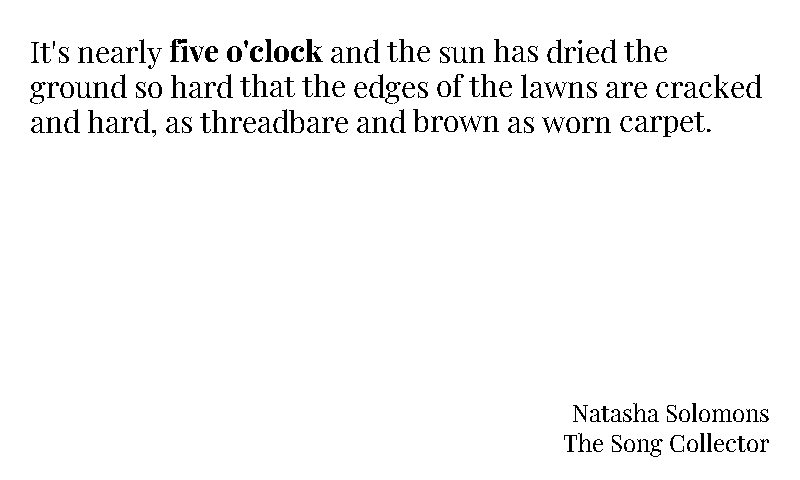 It's nearly five o'clock and the sun has dried the
ground so hard that the edges of the lawns are cracked
and hard, as threadbare and brown as worn carpet.
Natasha Solomons
The Song Collector